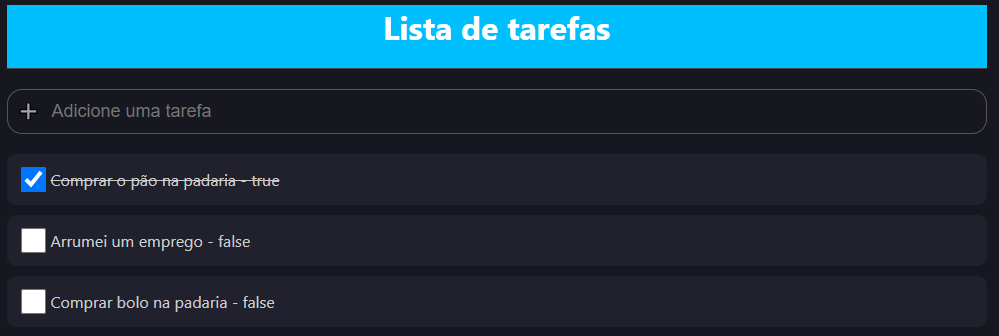 Lista de tarefas
Adicione uma tarefa
Comprar o pão na padaria - true
Arrumei um emprego - false
Comprar bolo na padaria - false